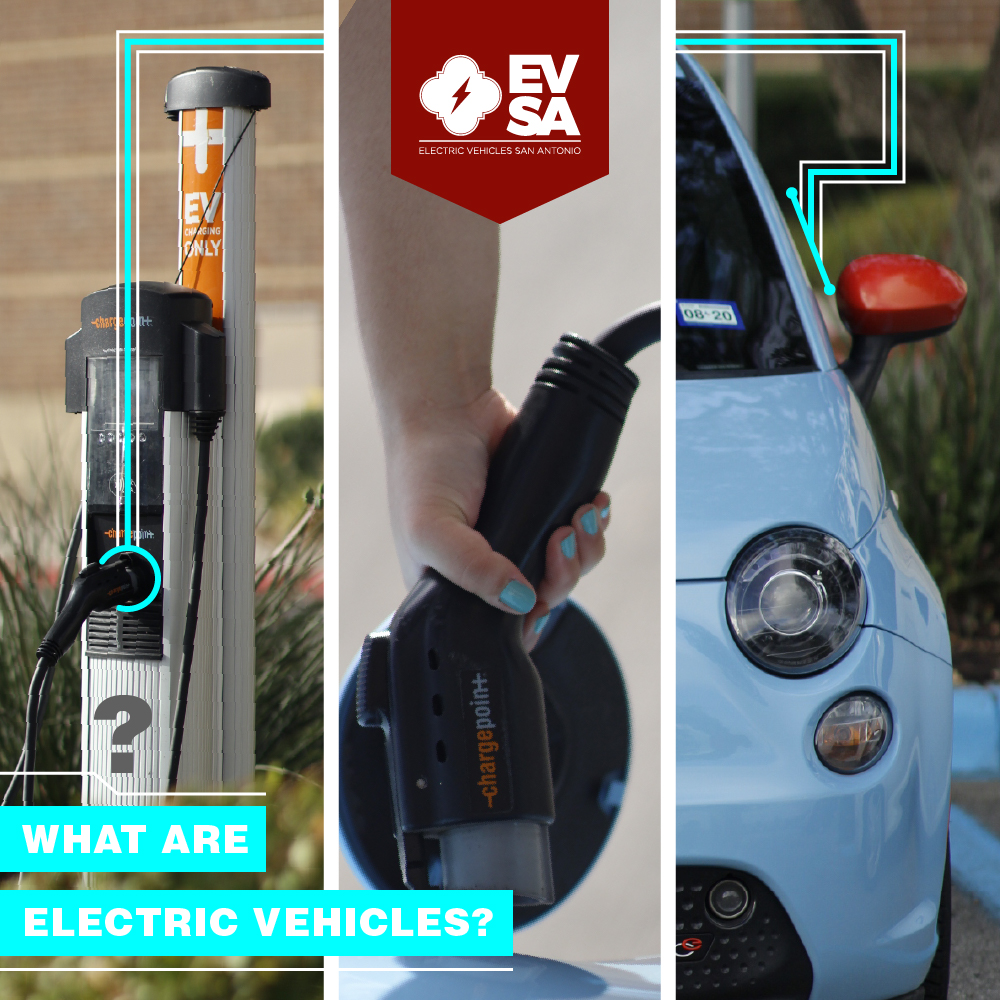 EV
SA
ELECTRIC VEHICLES SAN ANTONIO
EV
CHARGING
ONLY
-chargepoin+
08 20
-chargepoin+
-chargepoin+
?
WHAT ARE
ELECTRIC VEHICLES?